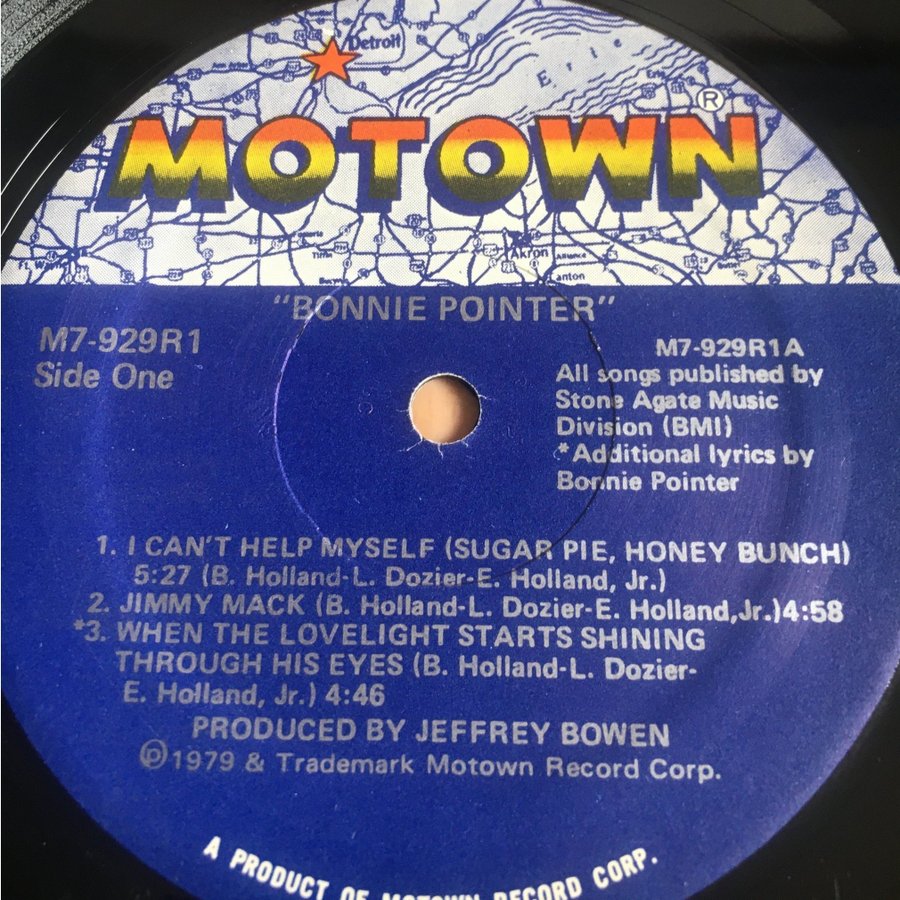 Detroit
Erie
Erie
MOTOWN®
Akron
Canton
"BONNIE POINTER"
M7-929R1
Side One
M7-929R1A
All songs published by
Stone Agate Music
Division (BMI)
*Additional lyrics by
Bonnie Pointer
1. I CAN'T HELP MYSELF (SUGAR PIE, HONEY BUNCH)
5:27 (B. Holland-L. Dozier-E. Holland, Jr.)
2. JIMMY MACK (B. Holland-L. Dozier-E. Holland,Jr.)4:58
*3. WHEN THE LOVELIGHT STARTS SHINING
THROUGH HIS EYES (B. Holland-L. Dozier-
E. Holland, Jr.) 4:46
PRODUCED BY JEFFREY BOWEN
℗1979 & Trademark Motown Record Corp.
A PRODUCT OF MOTOWN RECORD CORP.